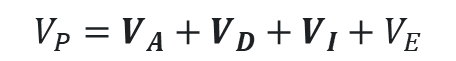 V_P = V_A + V_D + V_I + V_E